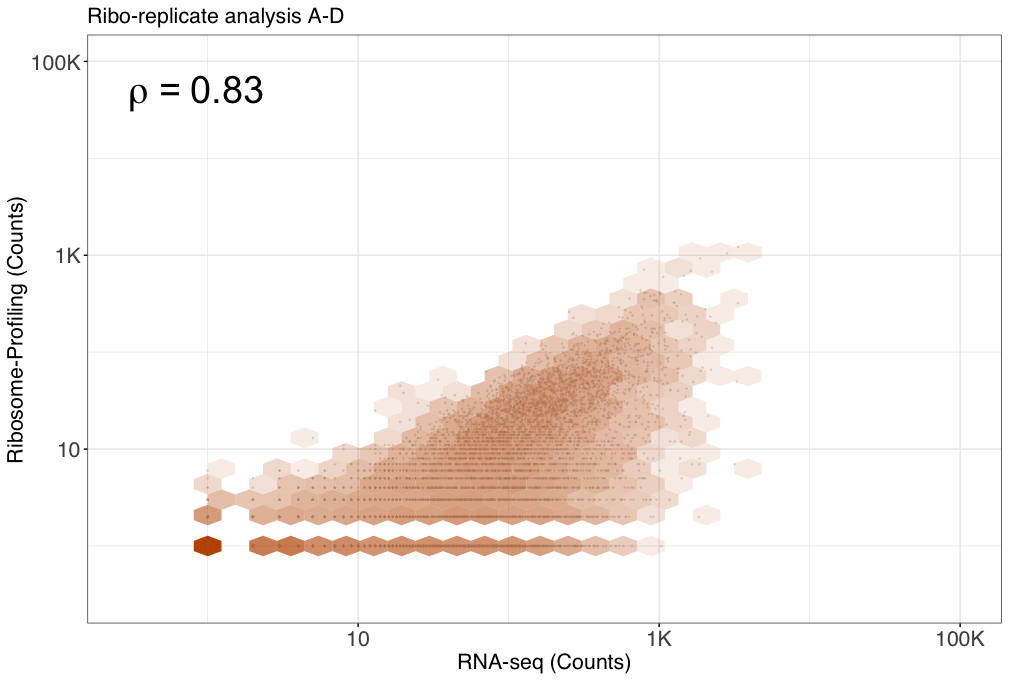 Ribo-replicate analysis A-D
100K
ρ = 0.83
1K
10
Ribosome-Profiling (Counts)
10
1K
100K
RNA-seq (Counts)